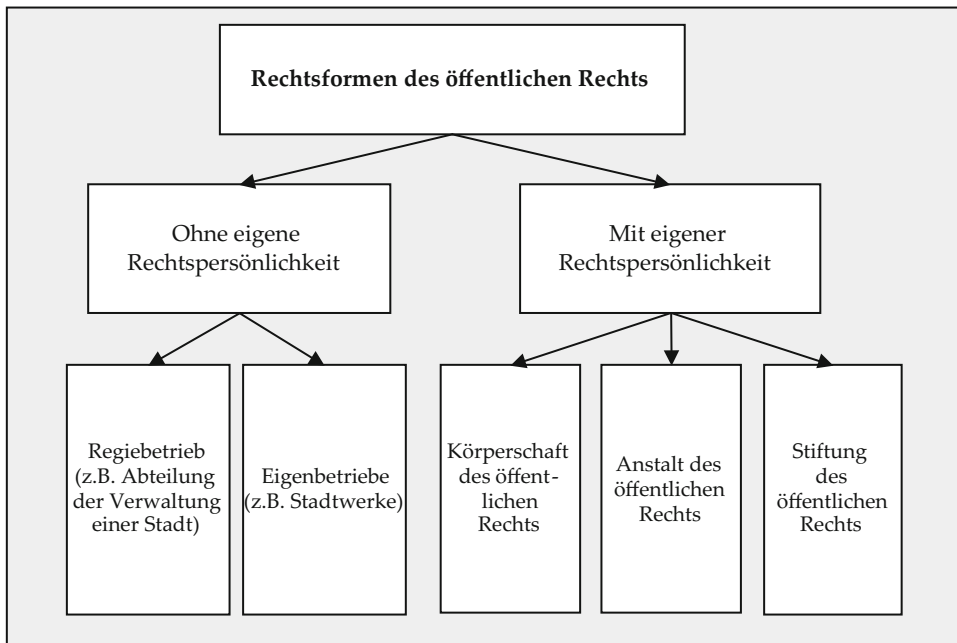 Rechtsformen des öffentlichen Rechts
Ohne eigene
Rechtspersönlichkeit
Mit eigener
Rechtspersönlichkeit
Regiebetrieb
(z.B. Abteilung
der Verwaltung
einer Stadt)
Eigenbetriebe
(z.B. Stadtwerke)
Körperschaft
des öffent-
lichen
Rechts
Anstalt des
öffentlichen
Rechts
Stiftung
des
öffentlichen
Rechts